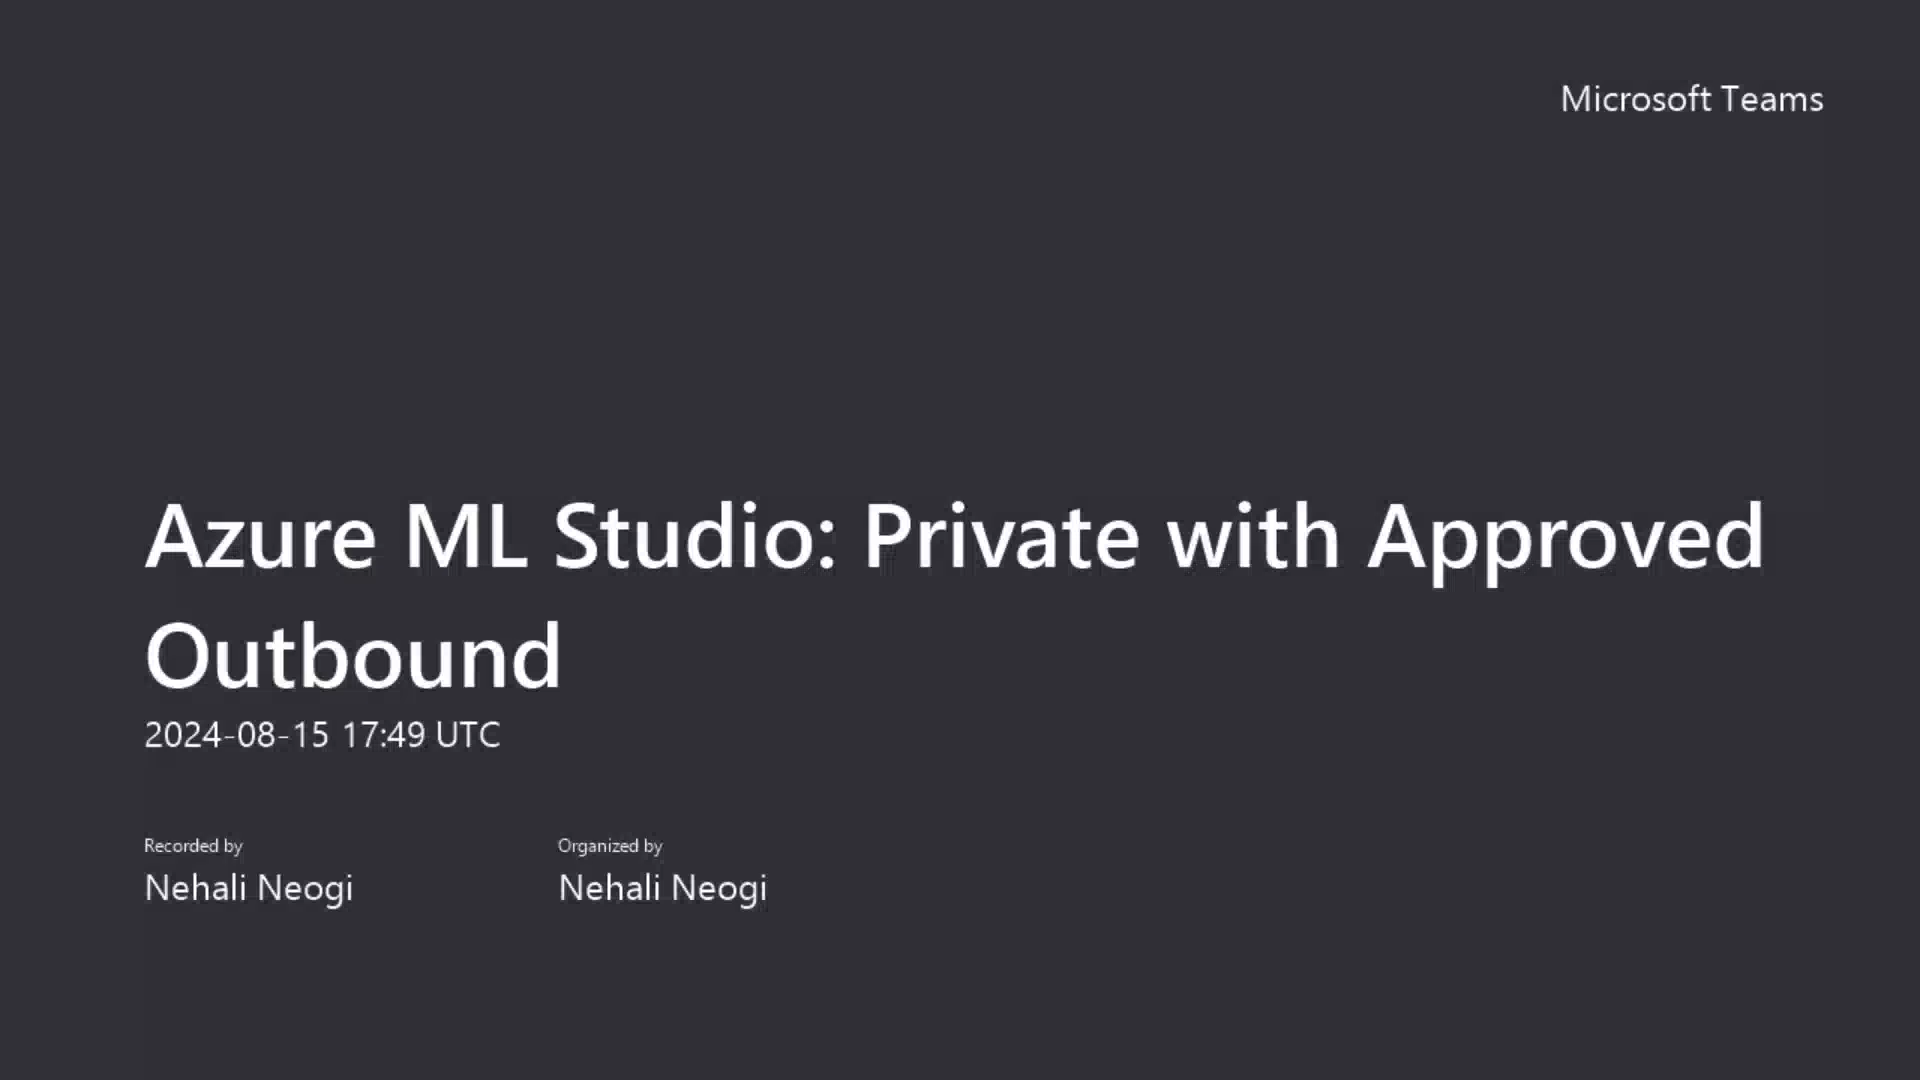 Microsoft Teams
Azure ML Studio: Private with Approved
Outbound
2024-08-15 17:49 UTC
Recorded by
Nehali Neogi
Organized by
Nehali Neogi